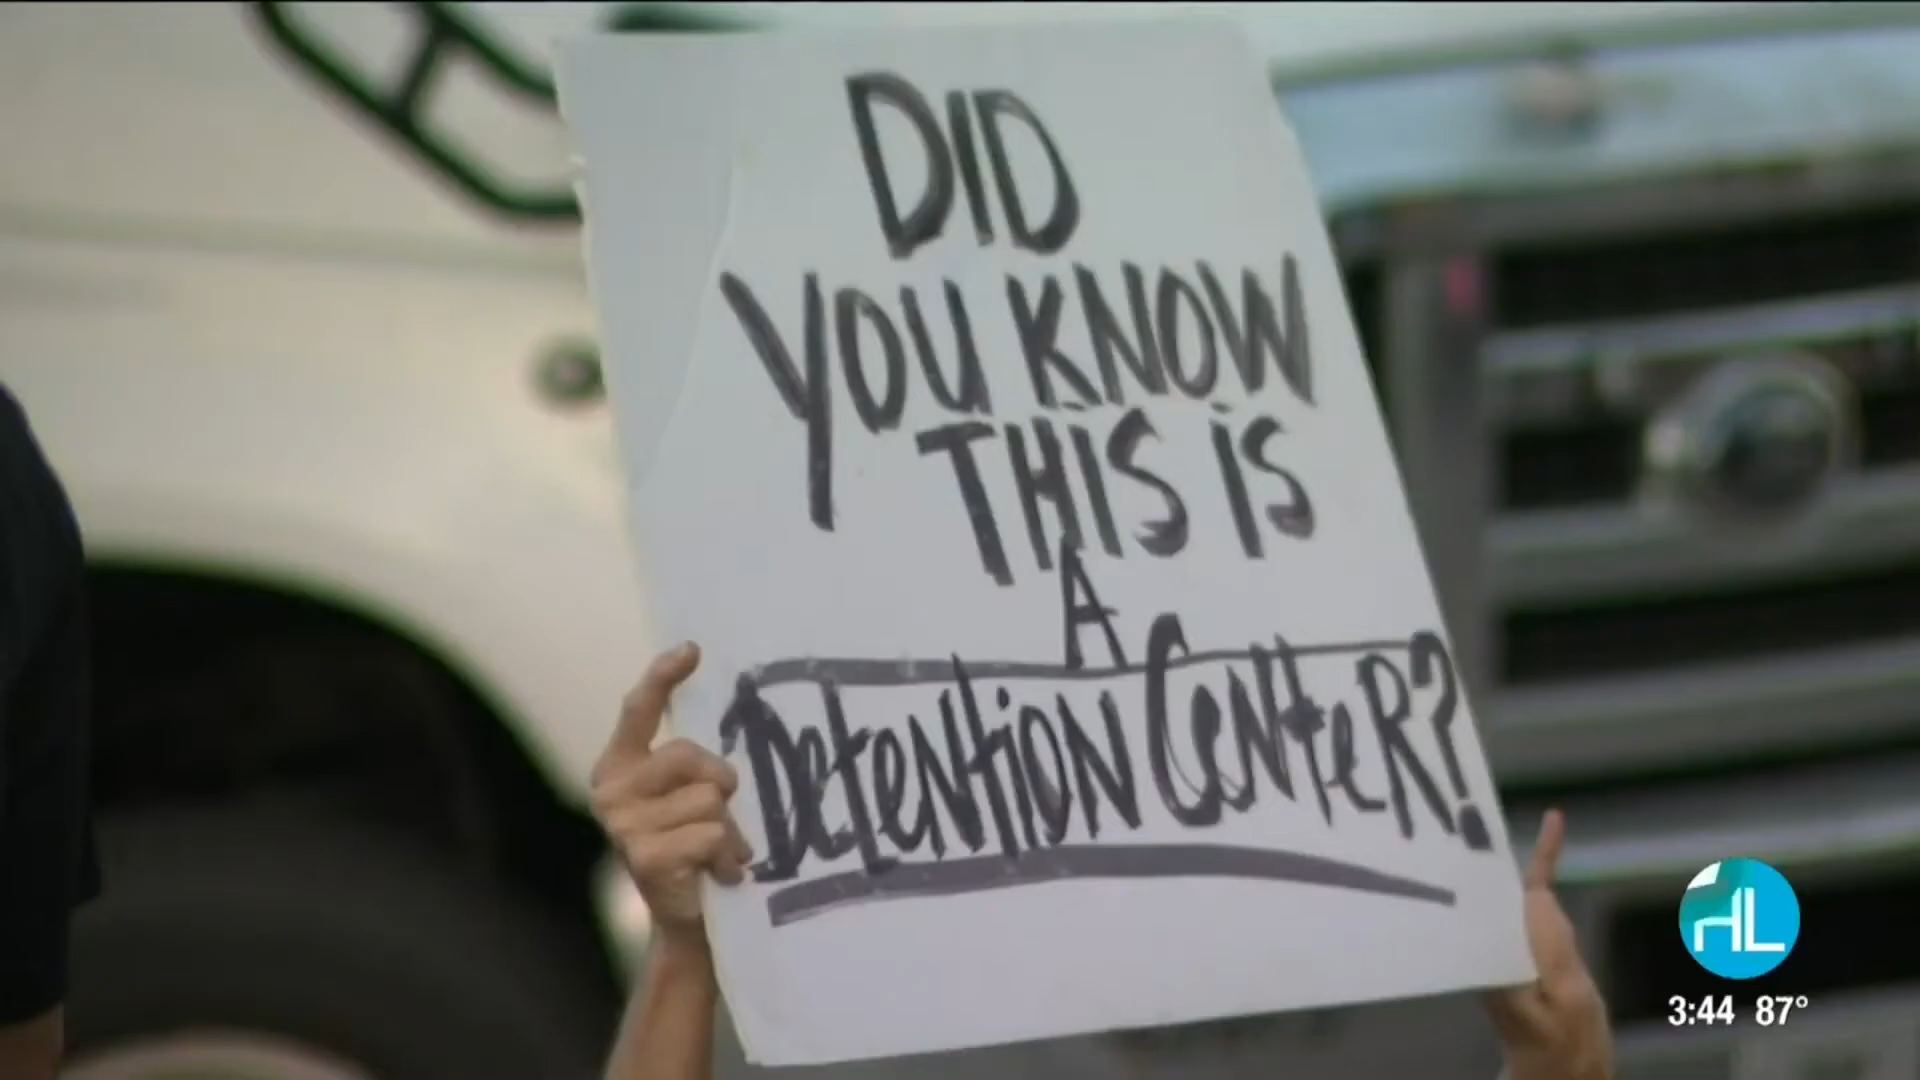 DID
YOU KNOW
THIS IS
A
DETENTION CENTER?
HL
3:44 87°